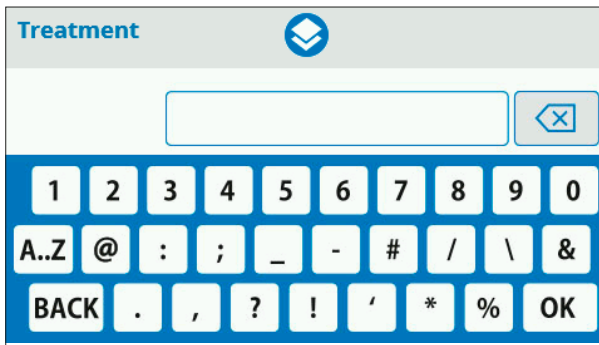 Treatment
1 2 3 4 5 6 7 8 9 0
A..Z @ : ; _ - # / \ &
BACK . , ? ! ‘ * % OK